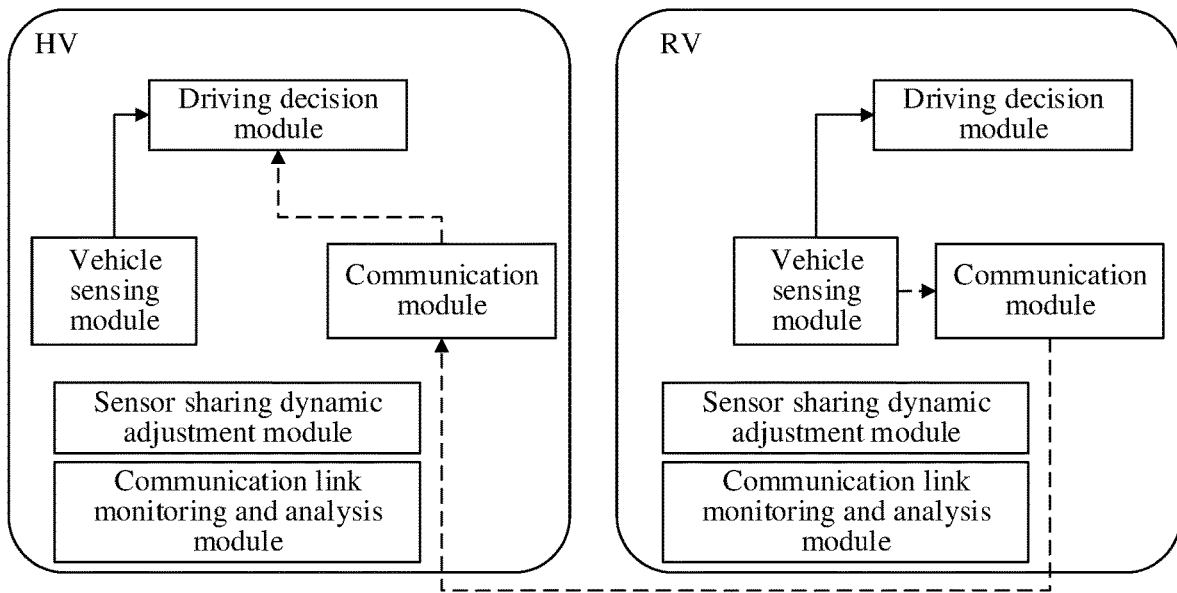 HV
Driving decision
module
Vehicle
sensing
module
Communication
module
Sensor sharing dynamic
adjustment module
Communication link
monitoring and analysis
module
RV
Driving decision
module
Vehicle
sensing
module
Communication
module
Sensor sharing dynamic
adjustment module
Communication link
monitoring and analysis
module